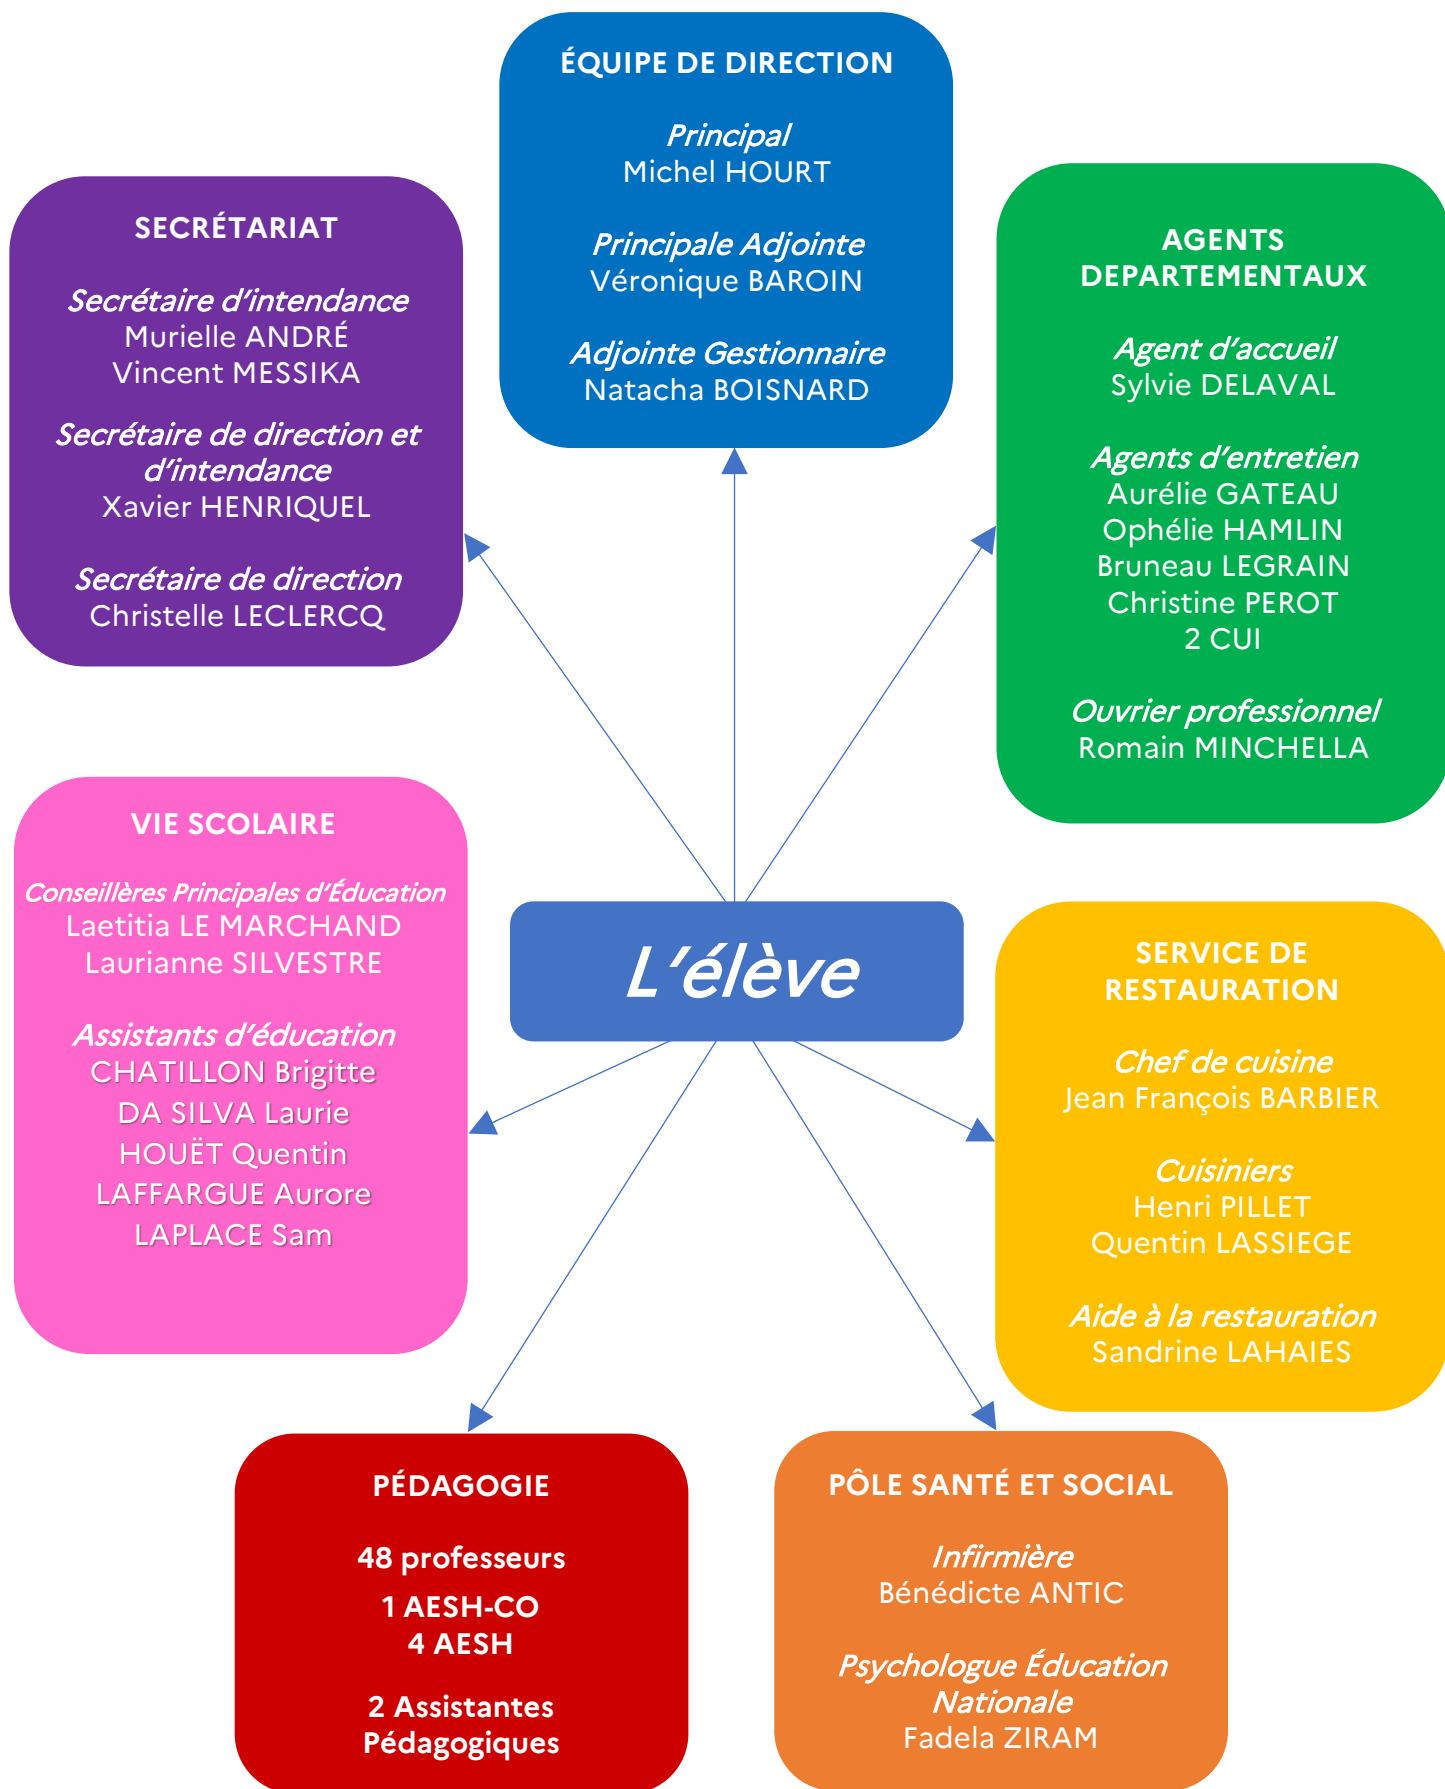 ÉQUIPE DE DIRECTION
Principal
Michel HOURT
Principale Adjointe
Véronique BAROIN
Adjointe Gestionnaire
Natacha BOISNARD
SECRÉTARIAT
Secrétaire d’intendance
Murielle ANDRÉ
Vincent MESSIKA
Secrétaire de direction et
d’intendance
Xavier HENRIQUEL
Secrétaire de direction
Christelle LECLERCQ
AGENTS
DEPARTEMENTAUX
Agent d’accueil
Sylvie DELAVAL
Agents d’entretien
Aurélie GATEAU
Ophélie HAMLIN
Bruneau LEGRAIN
Christine PEROT
2 CUI
Ouvrier professionnel
Romain MINCHELLA
VIE SCOLAIRE
Conseillères Principales d’Éducation
Laetitia LE MARCHAND
Laurianne SILVESTRE
Assistants d’éducation
CHATILLON Brigitte
DA SILVA Laurie
HOUËT Quentin
LAFFARGUE Aurore
LAPLACE Sam
L’élève
SERVICE DE
RESTAURATION
Chef de cuisine
Jean François BARBIER
Cuisiniers
Henri PILLET
Quentin LASSIEGE
Aide à la restauration
Sandrine LAHAIES
PÉDAGOGIE
48 professeurs
1 AESH-CO
4 AESH
2 Assistantes
Pédagogiques
PÔLE SANTÉ ET SOCIAL
Infirmière
Bénédicte ANTIC
Psychologue Éducation
Nationale
Fadela ZIRAM